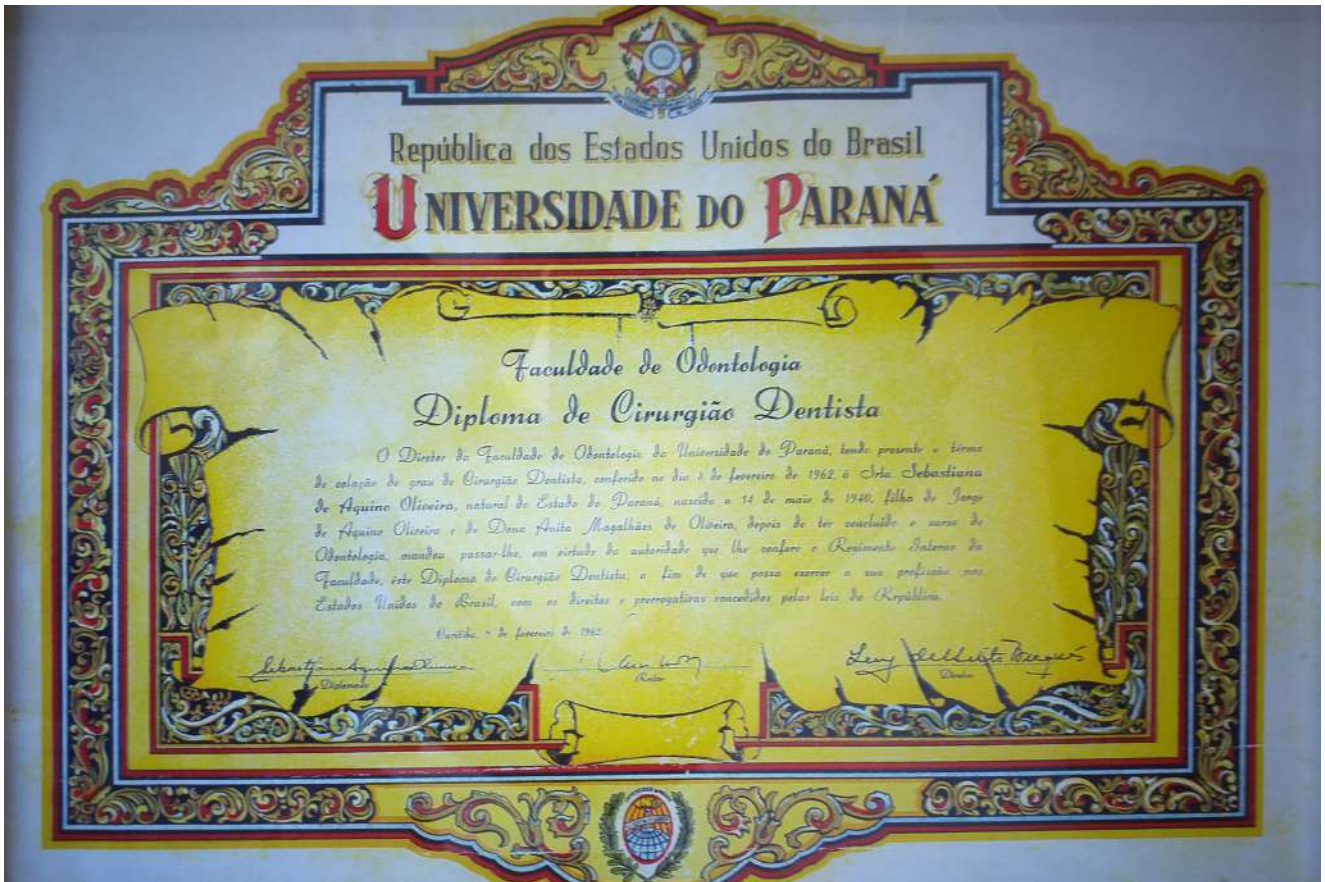 República dos Estados Unidos do Brasil
UNIVERSIDADE DO PARANÁ
Faculdade de Odontologia
Diploma de Cirurgião Dentista
O Diretor da Faculdade de Odontologia da Universidade do Paraná, tendo presente o têrmo
de colação de grau de Cirurgião Dentista, conferido no dia de fevereiro de 1962, à Srta. Sebastiana
de Aquino Oliveira, natural do Estado do Paraná, nascida a 14 de maio de 1940, filha de Jorge
de Aquino Oliveira e de Dona Anita Magalhães de Oliveira, depois de ter concluído o curso de
Odontologia, mandou passar-lhe, em virtude da autoridade que lhe confere o Regimento Interno da
Faculdade, êste Diploma de Cirurgião Dentista, a fim de que possa exercer a sua profissão nos
Estados Unidos do Brasil, com os direitos e prerrogativas concedidos pelas leis da República.
Curitiba, de fevereiro de 1962
Sebastiana Aquino Oliveira
Diplomado
Reitor
Diretor